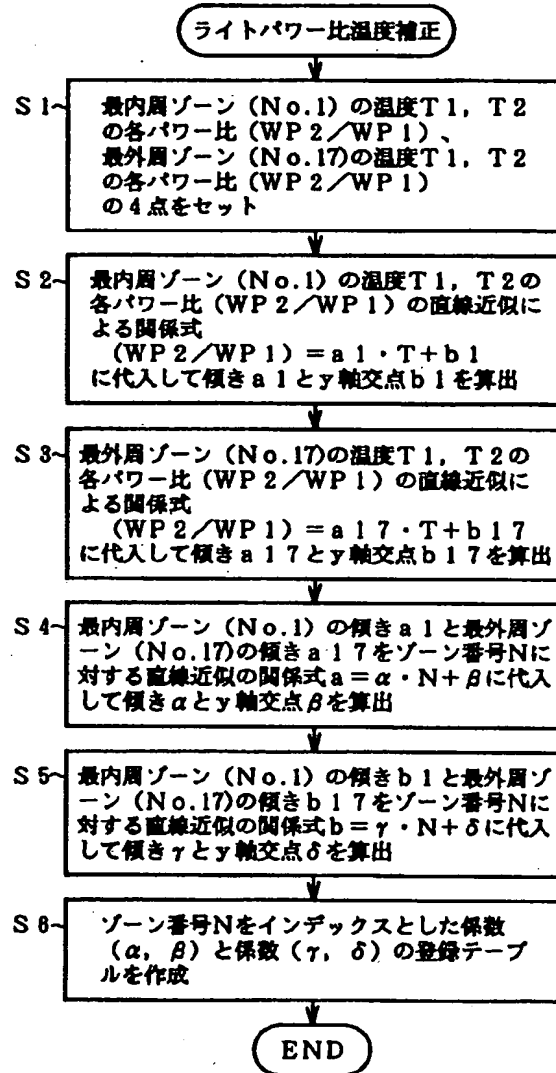 ライトパワー比温度補正
S1
最内周ゾーン(No.1)の温度T1,T2
の各パワー比(WP2/WP1)、
最外周ゾーン(No.17)の温度T1,T2
の各パワー比(WP2/WP1)
の4点をセット
S2
最内周ゾーン(No.1)の温度T1,T2の
各パワー比(WP2/WP1)の直線近似に
よる関係式
(WP2/WP1)=a1・T+b1
に代入して傾きa1とy軸交点b1を算出
S3
最外周ゾーン(No.17)の温度T1,T2の
各パワー比(WP2/WP1)の直線近似に
よる関係式
(WP2/WP1)=a17・T+b17
に代入して傾きa17とy軸交点b17を算出
S4
最内周ゾーン(No.1)の傾きa1と最外周ゾ
ーン(No.17)の傾きa17をゾーン番号Nに
対する直線近似の関係式a=α・N+βに代入
して傾きαとy軸交点βを算出
S5
最内周ゾーン(No.1)の傾きb1と最外周ゾ
ーン(No.17)の傾きb17をゾーン番号Nに
対する直線近似の関係式b=γ・N+δに代入
して傾きγとy軸交点δを算出
S6
ゾーン番号Nをインデックスとした係数
(α,β)と係数(γ,δ)の登録テーブ
ルを作成
END